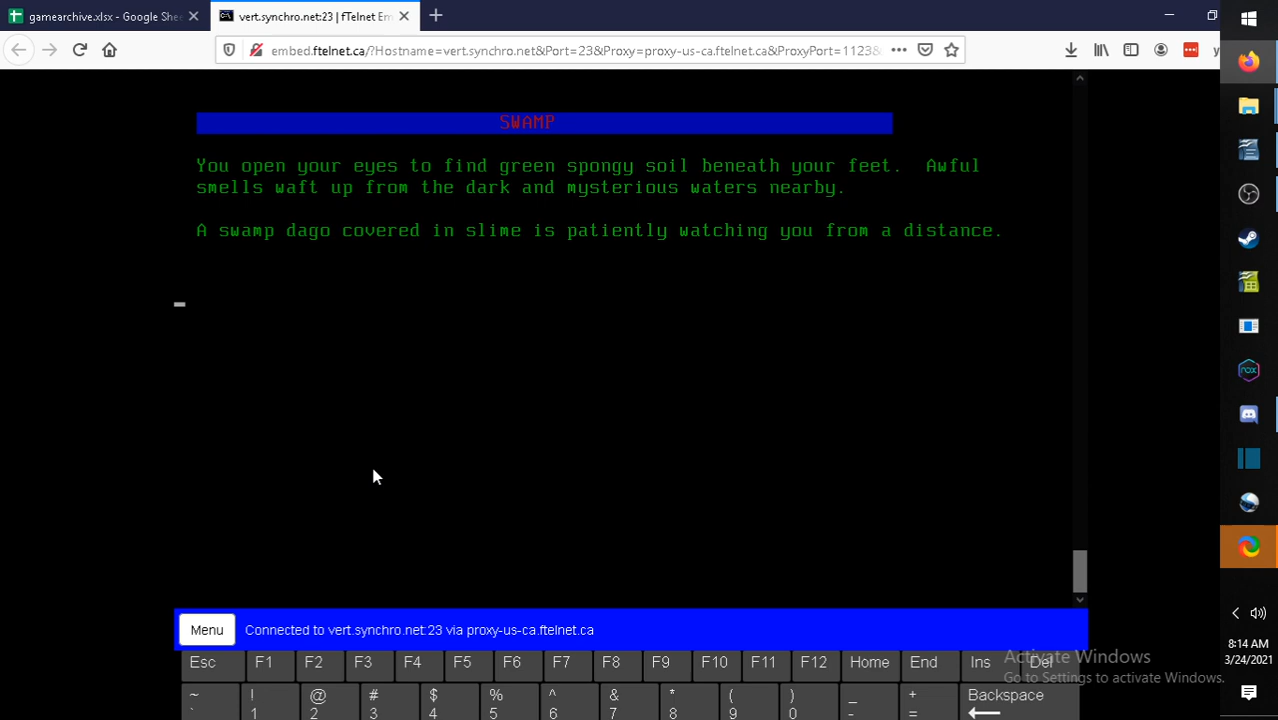 gamearchive.xlsx - Google Shee
vert.synchro.net:23 | fTelnet Em
embed.ftelnet.ca/?Hostname=vert.synchro.net&Port=23&Proxy=proxy-us-ca.ftelnet.ca&ProxyPort=1123&
SWAMP
You open your eyes to find green spongy soil beneath your feet. Awful
smells waft up from the dark and mysterious waters nearby.
A swamp dago covered in slime is patiently watching you from a distance.
Menu
Connected to vert.synchro.net:23 via proxy-us-ca.ftelnet.ca
Esc F1 F2 F3 F4 F5 F6 F7 F8 F9 F10 F11 F12 Home End Ins Del
~ ! @ # $ % ^ & * ( ) _ + Backspace
` 1 2 3 4 5 6 7 8 9 0 - =
Activate Windows
Go to Settings to activate Windows.
8:14 AM
3/24/2021